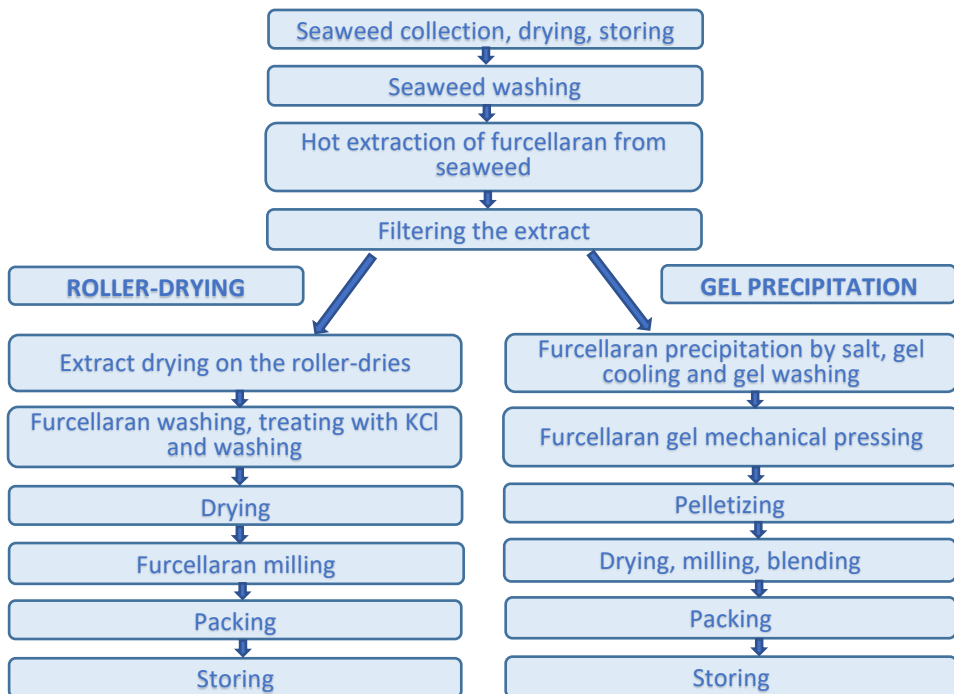 Seaweed collection, drying, storing
Seaweed washing
Hot extraction of furcellaran from
seaweed
Filtering the extract
ROLLER-DRYING
Extract drying on the roller-dries
Furcellaran washing, treating with KCl
and washing
Drying
Furcellaran milling
Packing
Storing
GEL PRECIPITATION
Furcellaran precipitation by salt, gel
cooling and gel washing
Furcellaran gel mechanical pressing
Pelletizing
Drying, milling, blending
Packing
Storing